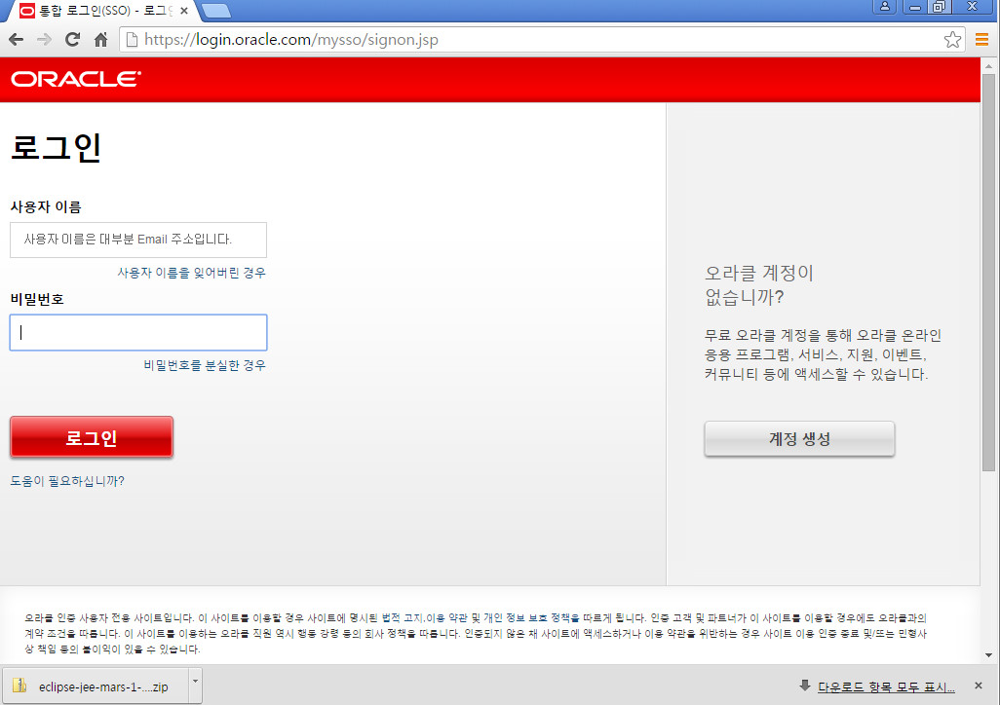 통합 로그인(SSO) - 로그인
https://login.oracle.com/mysso/signon.jsp
ORACLE
로그인
사용자 이름
사용자 이름은 대부분 Email 주소입니다.
사용자 이름을 잊어버린 경우
비밀번호
비밀번호를 분실한 경우
로그인
도움이 필요하십니까?
오라클 계정이
없습니까?
무료 오라클 계정을 통해 오라클 온라인
응용 프로그램, 서비스, 지원, 이벤트,
커뮤니티 등에 액세스할 수 있습니다.
계정 생성
오라클 인증 사용자 전용 사이트입니다. 이 사이트를 이용할 경우 사이트에 명시된 법적 고지,이용 약관 및 개인 정보 보호 정책을 따르게 됩니다. 인증 고객 및 파트너가 이 사이트를 이용할 경우에도 오라클과의
계약 조건을 따릅니다. 이 사이트를 이용하는 오라클 직원 역시 행동 강령 등의 회사 정책을 따릅니다. 인증되지 않은 채 사이트에 액세스하거나 이용 약관을 위반하는 경우 사이트 이용 인증 종료 및/또는 민형사
상 책임 등의 불이익이 있을 수 있습니다.
eclipse-jee-mars-1-....zip
다운로드 항목 모두 표시...